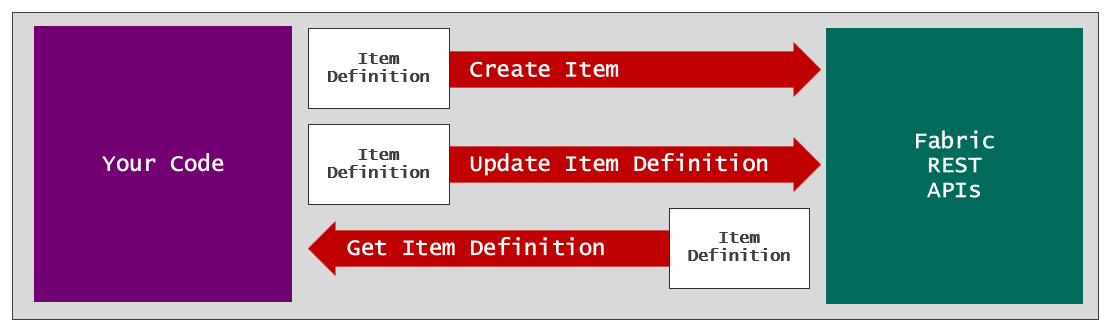 Your Code
Item
Definition
Create Item
Item
Definition
Update Item Definition
Get Item Definition
Item
Definition
Fabric
REST
APIs